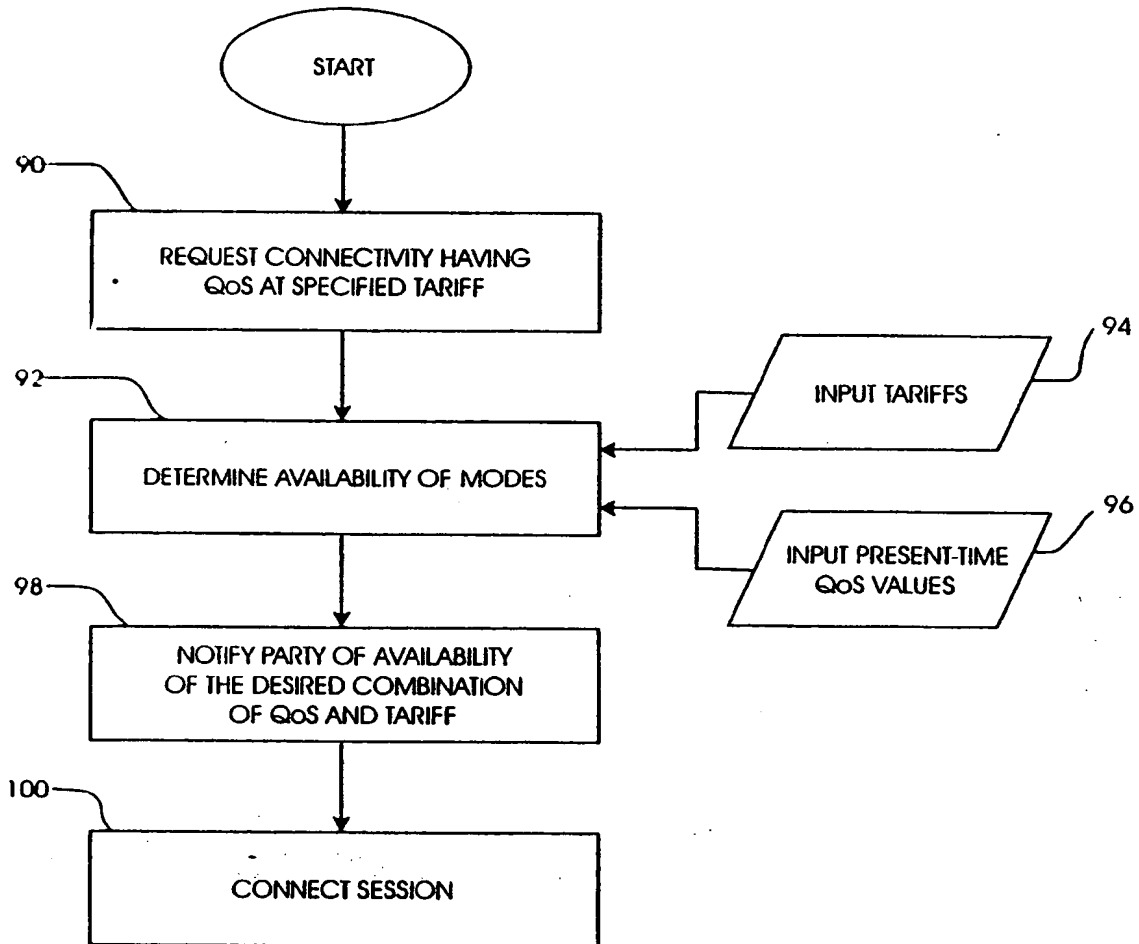 START
90
REQUEST CONNECTIVITY HAVING
QoS AT SPECIFIED TARIFF
92
DETERMINE AVAILABILITY OF MODES
94
INPUT TARIFFS
96
INPUT PRESENT-TIME
QoS VALUES
98
NOTIFY PARTY OF AVAILABILITY
OF THE DESIRED COMBINATION
OF QoS AND TARIFF
100
CONNECT SESSION